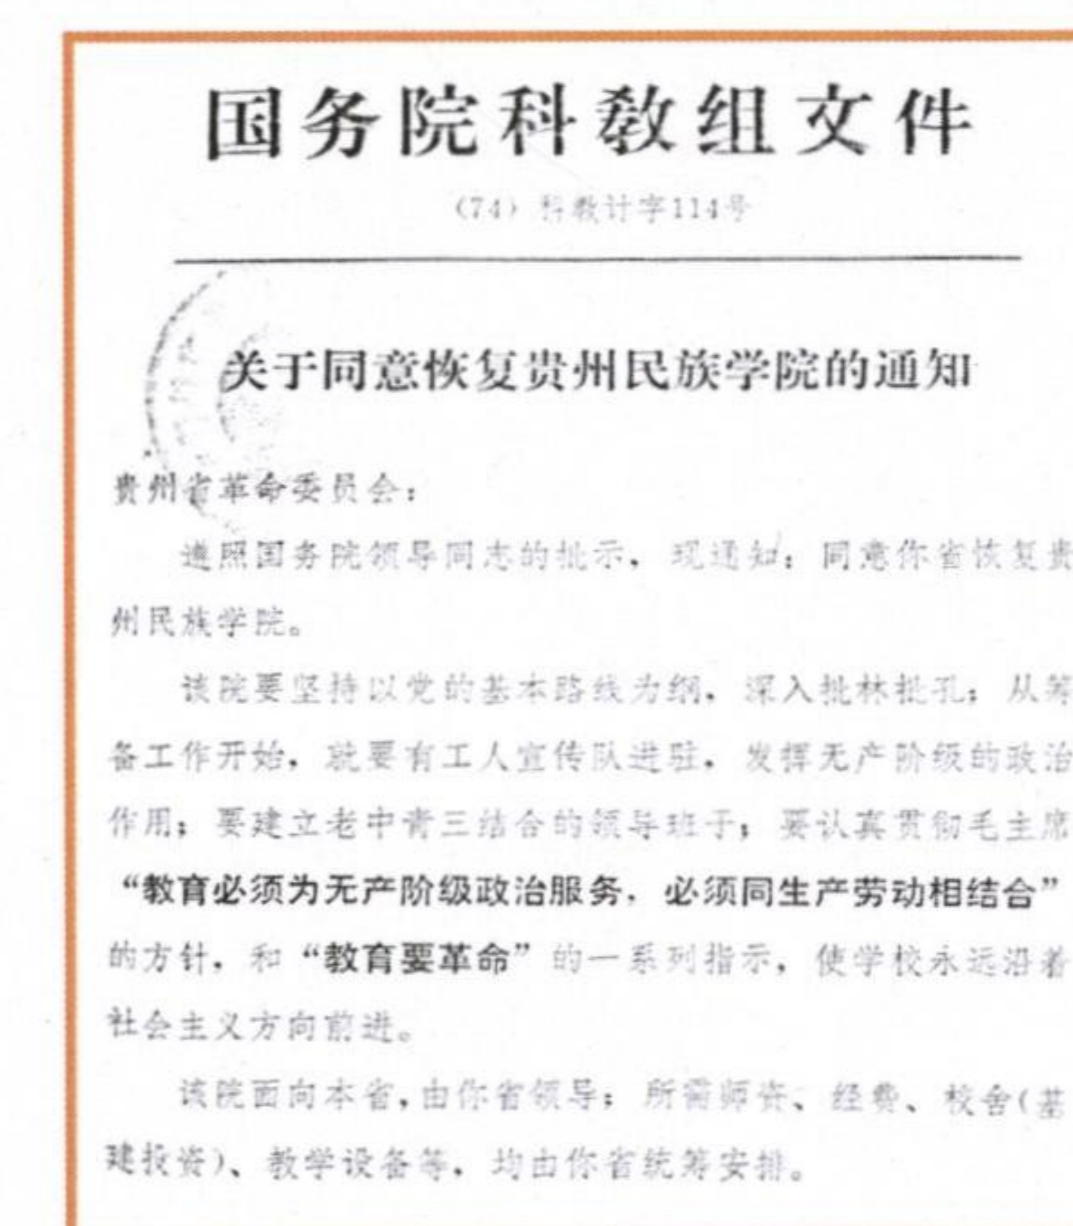 国务院科教组文件
（74）科教计字114号
关于同意恢复贵州民族学院的通知
贵州省革命委员会：
遵照国务院领导同志的批示，现通知：同意你省恢复贵
州民族学院。
该院要坚持以党的基本路线为纲，深入批林批孔；从筹
备工作开始，就要有工人宣传队进驻，发挥无产阶级的政治
作用；要建立老中青三结合的领导班子；要认真贯彻毛主席
“教育必须为无产阶级政治服务，必须同生产劳动相结合”
的方针，和“教育要革命”的一系列指示，使学校永远沿着
社会主义方向前进。
该院面向本省，由你省领导；所需师资、经费、校舍(基
建投资)、教学设备等，均由你省统筹安排。